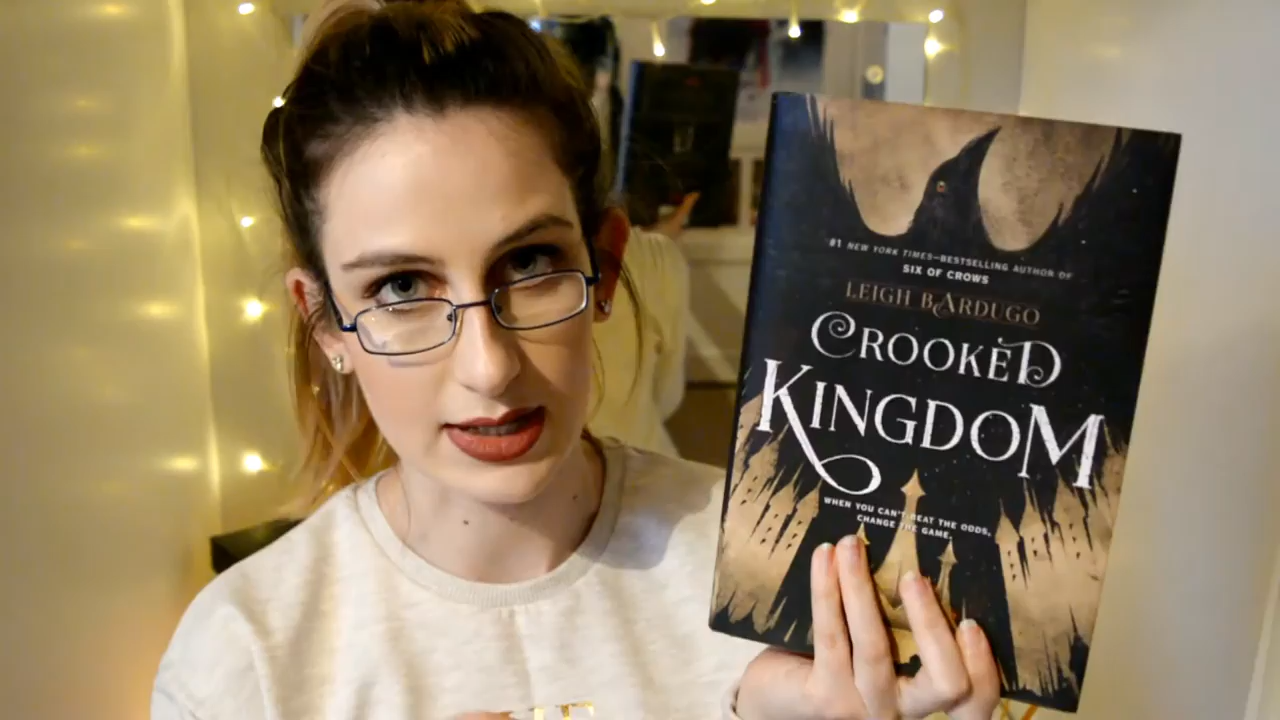 #1 NEW YORK TIMES—BESTSELLING AUTHOR OF
SIX OF CROWS
LEIGH BARDUGO
CROOKED
KINGDOM
WHEN YOU CAN'T BEAT THE ODDS,
CHANGE THE GAME.